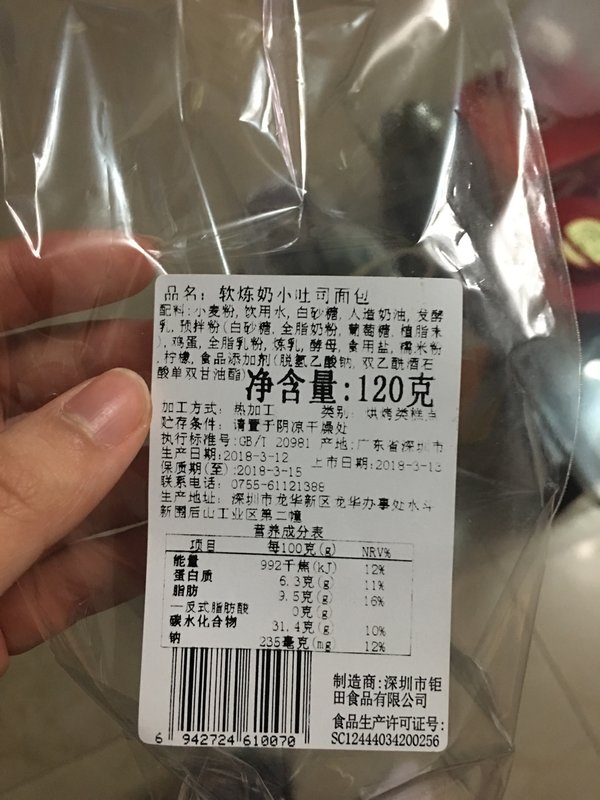 品名: 软炼奶小吐司面包
配料:小麦粉, 饮用水, 白砂糖, 人造奶油, 发酵
乳, 预拌粉(白砂糖, 全脂奶粉, 葡萄糖, 植脂末
), 鸡蛋, 全脂乳粉, 炼乳, 酵母, 食用盐, 糯米粉
, 柠檬, 食品添加剂(脱氢乙酸钠, 双乙酰酒石
酸单双甘油酯) 净含量:120克
加工方式: 热加工 类别: 烘烤类糕点
贮存条件: 请置于阴凉干燥处
执行标准号:GB/T 20981 产地:广东省深圳市
生产日期:2018-3-12 上市日期:2018-3-13
保质期(至):2018-3-15
联系电话: 0755-61121388
生产地址: 深圳市龙华新区龙华办事处水斗
新围后山工业区第二幢
营养成分表
项目 每100克(g) NRV%
能量 992千焦(kJ) 12%
蛋白质 6.3克(g) 11%
脂肪 9.5克(g) 16%
—反式脂肪酸 0克(g)
碳水化合物 31.4克(g) 10%
钠 235毫克(mg) 12%
制造商:深圳市钜
田食品有限公司
食品生产许可证号:
SC12444034200256
6 942724 610070